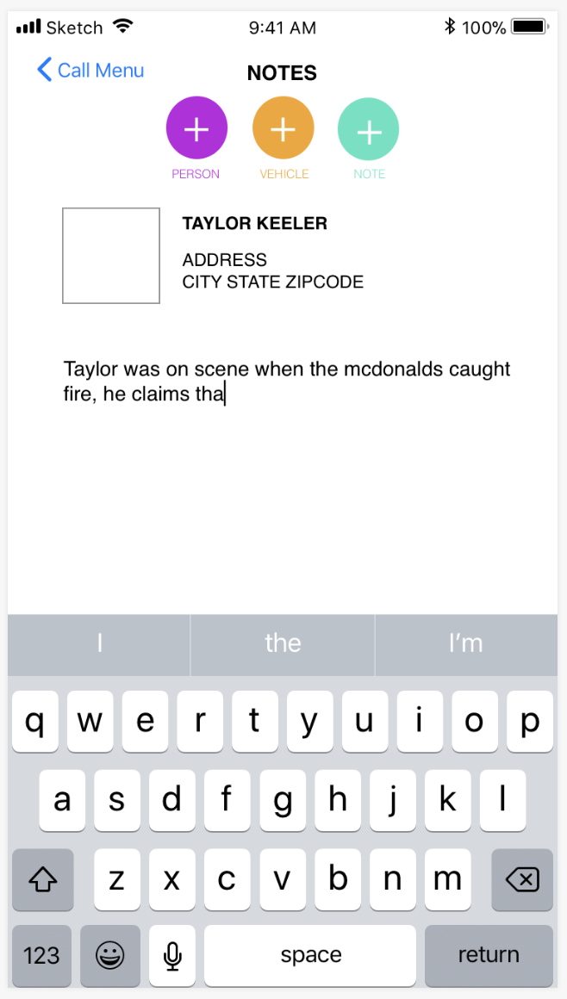 Sketch 9:41 AM 100%
Call Menu NOTES
PERSON VEHICLE NOTE
TAYLOR KEELER
ADDRESS
CITY STATE ZIPCODE
Taylor was on scene when the mcdonalds caught
fire, he claims tha
I the I’m
q w e r t y u i o p
a s d f g h j k l
z x c v b n m
123 space return